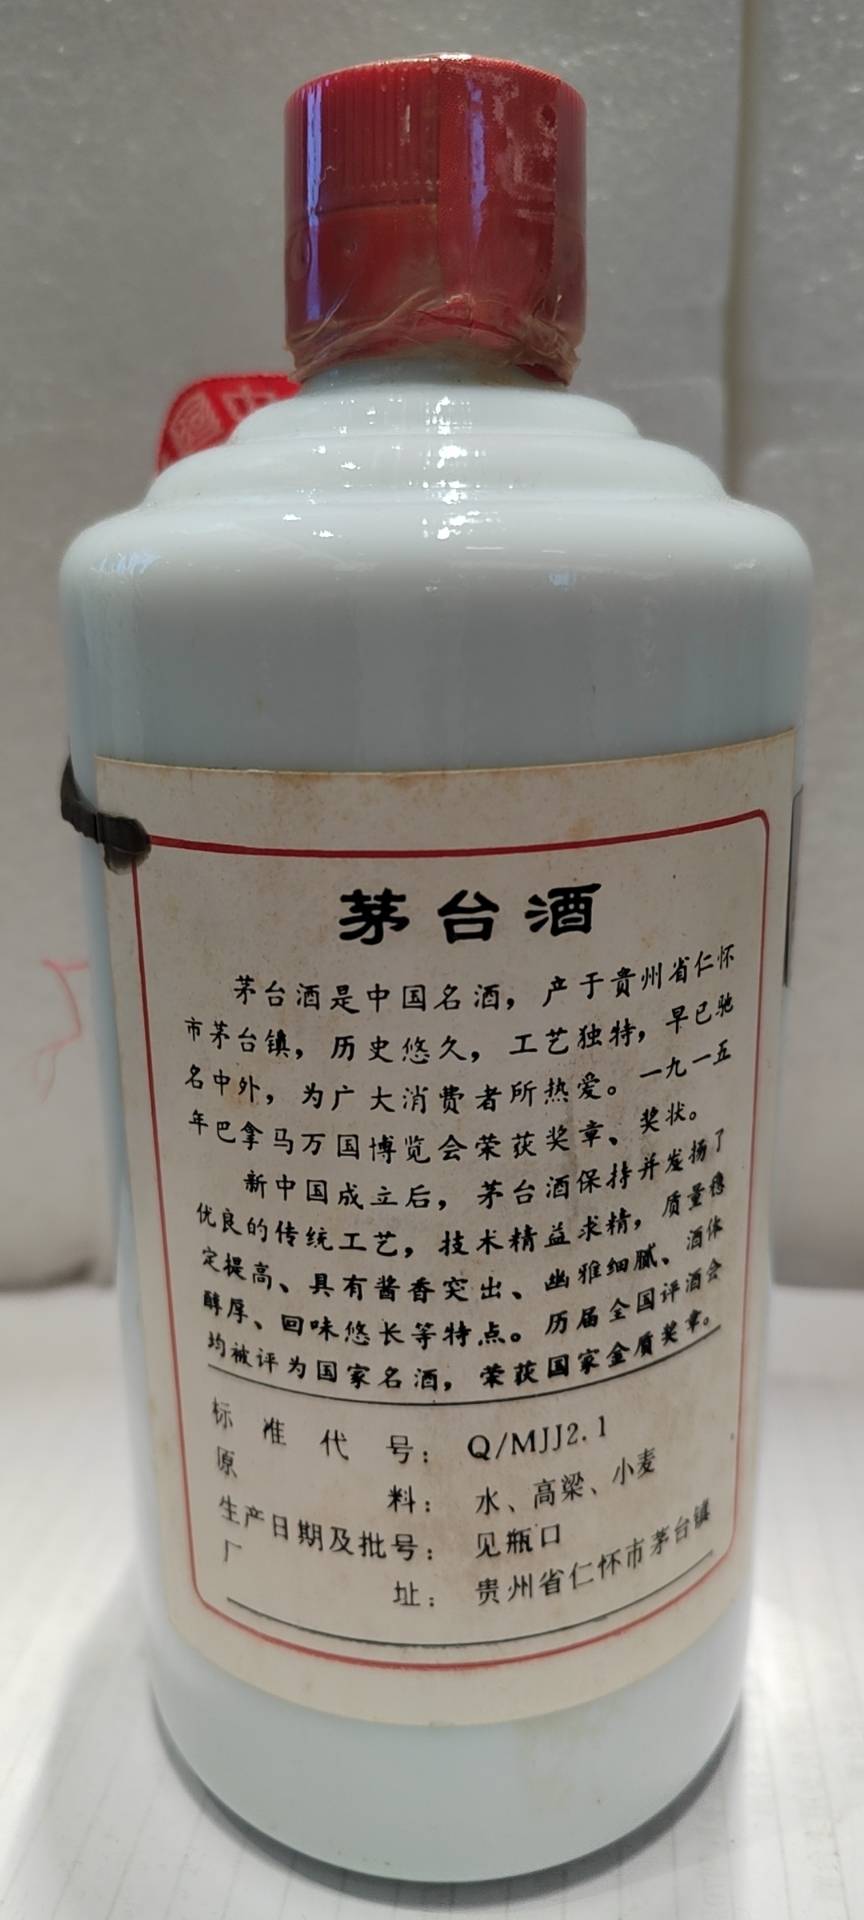 中
茅台酒
茅台酒是中国名酒，产于贵州省仁怀
市茅台镇，历史悠久，工艺独特，早已驰
名中外，为广大消费者所热爱。一九一五
年巴拿马万国博览会荣获奖章、奖状。
新中国成立后，茅台酒保持并发扬了
优良的传统工艺，技术精益求精，质量稳
定提高、具有酱香突出、幽雅细腻、酒体
醇厚、回味悠长等特点。历届全国评酒会
均被评为国家名酒，荣获国家金质奖章。
标准代号：Q/MJJ2.1
原料：水、高粱、小麦
生产日期及批号：见瓶口
厂址：贵州省仁怀市茅台镇